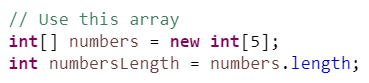 // Use this array
int[] numbers = new int[5];
int numbersLength = numbers.length;